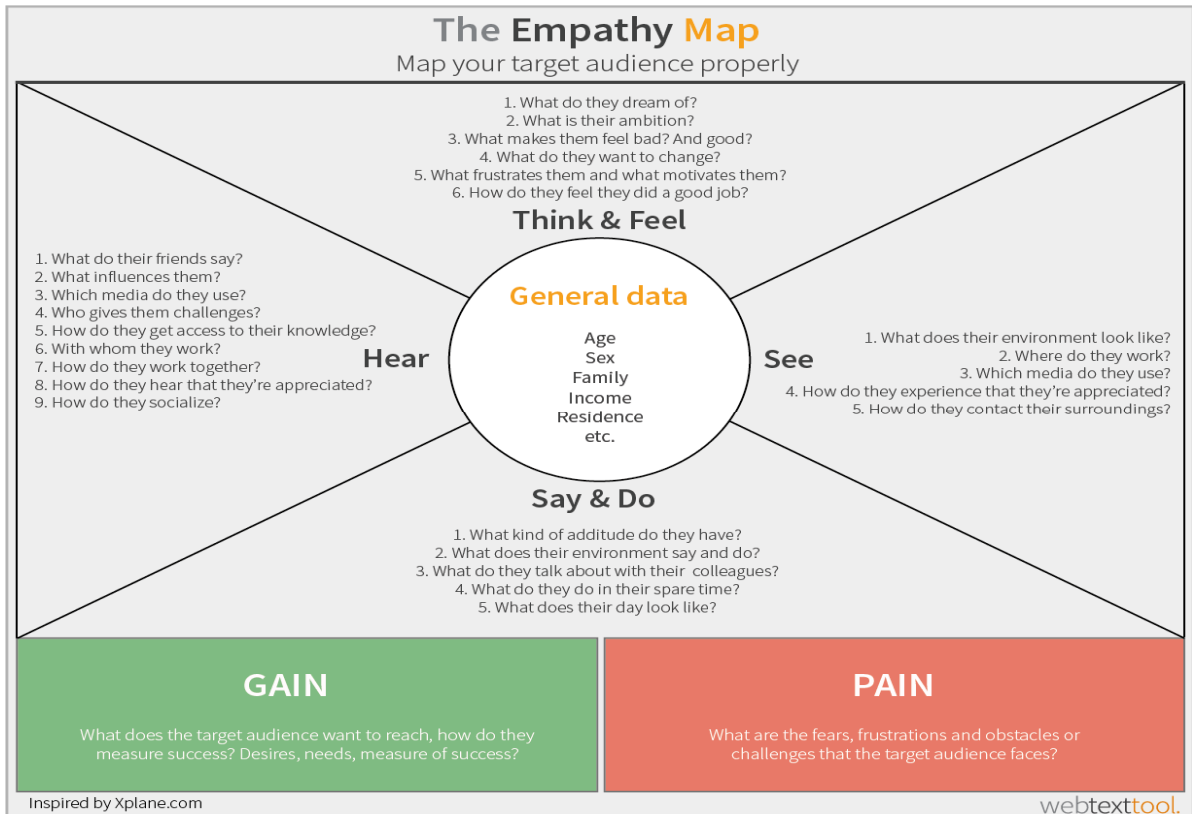 The Empathy Map
Map your target audience properly
1. What do they dream of?
2. What is their ambition?
3. What makes them feel bad? And good?
4. What do they want to change?
5. What frustrates them and what motivates them?
6. How do they feel they did a good job?
Think & Feel
1. What do their friends say?
2. What influences them?
3. Which media do they use?
4. Who gives them challenges?
5. How do they get access to their knowledge?
6. With whom they work?
7. How do they work together?
8. How do they hear that they're appreciated?
9. How do they socialize?
Hear
General data
Age
Sex
Family
Income
Residence
etc.
See
1. What does their environment look like?
2. Where do they work?
3. Which media do they use?
4. How do they experience that they're appreciated?
5. How do they contact their surroundings?
Say & Do
1. What kind of additude do they have?
2. What does their environment say and do?
3. What do they talk about with their colleagues?
4. What do they do in their spare time?
5. What does their day look like?
GAIN
What does the target audience want to reach, how do they
measure success? Desires, needs, measure of success?
PAIN
What are the fears, frustrations and obstacles or
challenges that the target audience faces?
Inspired by Xplane.com
webtexttool.